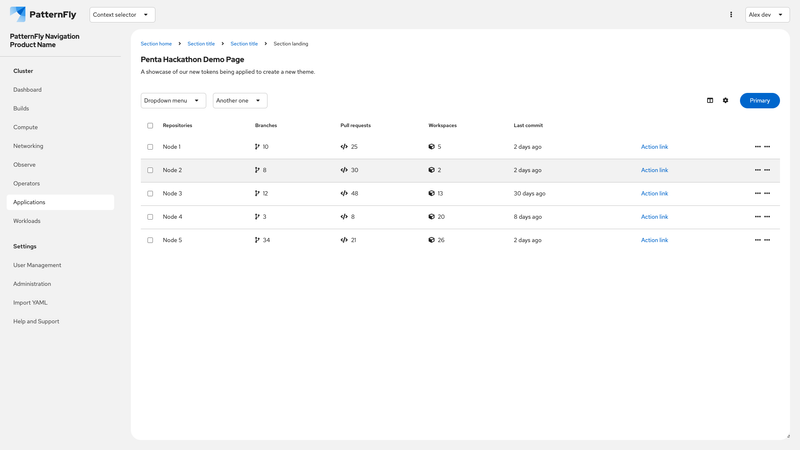 PatternFly
Context selector
Alex dev
PatternFly Navigation
Product Name
Cluster
Dashboard
Builds
Compute
Networking
Observe
Operators
Applications
Workloads
Settings
User Management
Administration
Import YAML
Help and Support
Section home > Section title > Section title > Section landing
Penta Hackathon Demo Page
A showcase of our new tokens being applied to create a new theme.
Dropdown menu Another one Primary
Repositories Branches Pull requests Workspaces Last commit
Node 1 10 25 5 2 days ago Action link
Node 2 8 30 2 2 days ago Action link
Node 3 12 48 13 30 days ago Action link
Node 4 3 8 20 8 days ago Action link
Node 5 34 21 26 2 days ago Action link